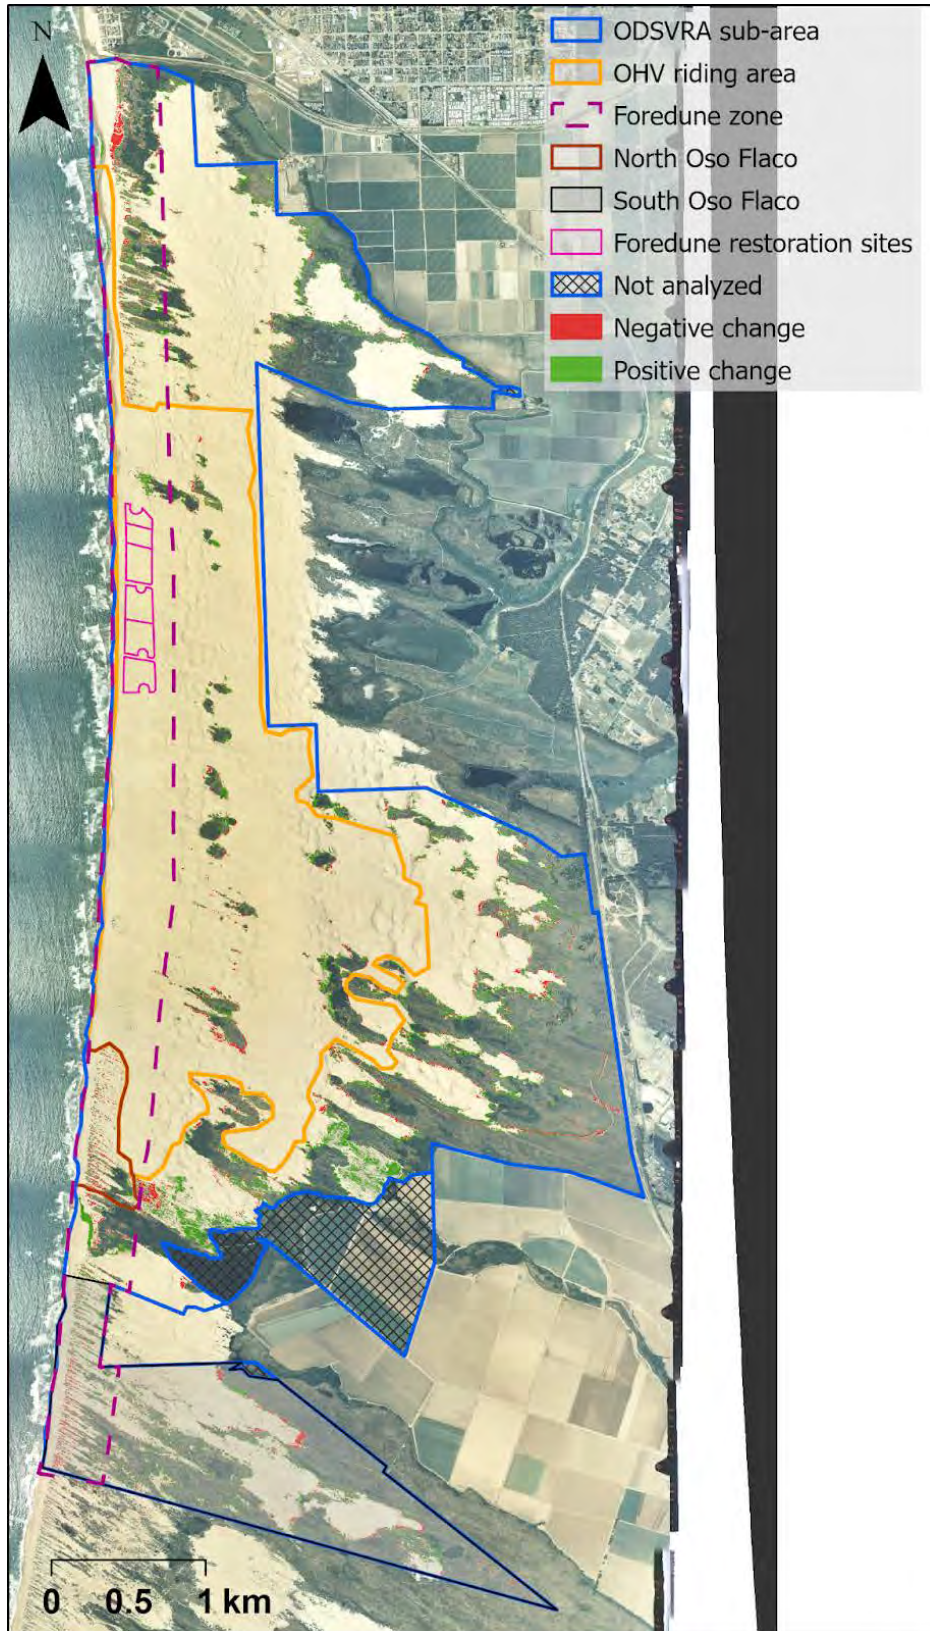 N
ODSVRA sub-area
OHV riding area
Foredune zone
North Oso Flaco
South Oso Flaco
Foredune restoration sites
Not analyzed
Negative change
Positive change
0 0.5 1 km